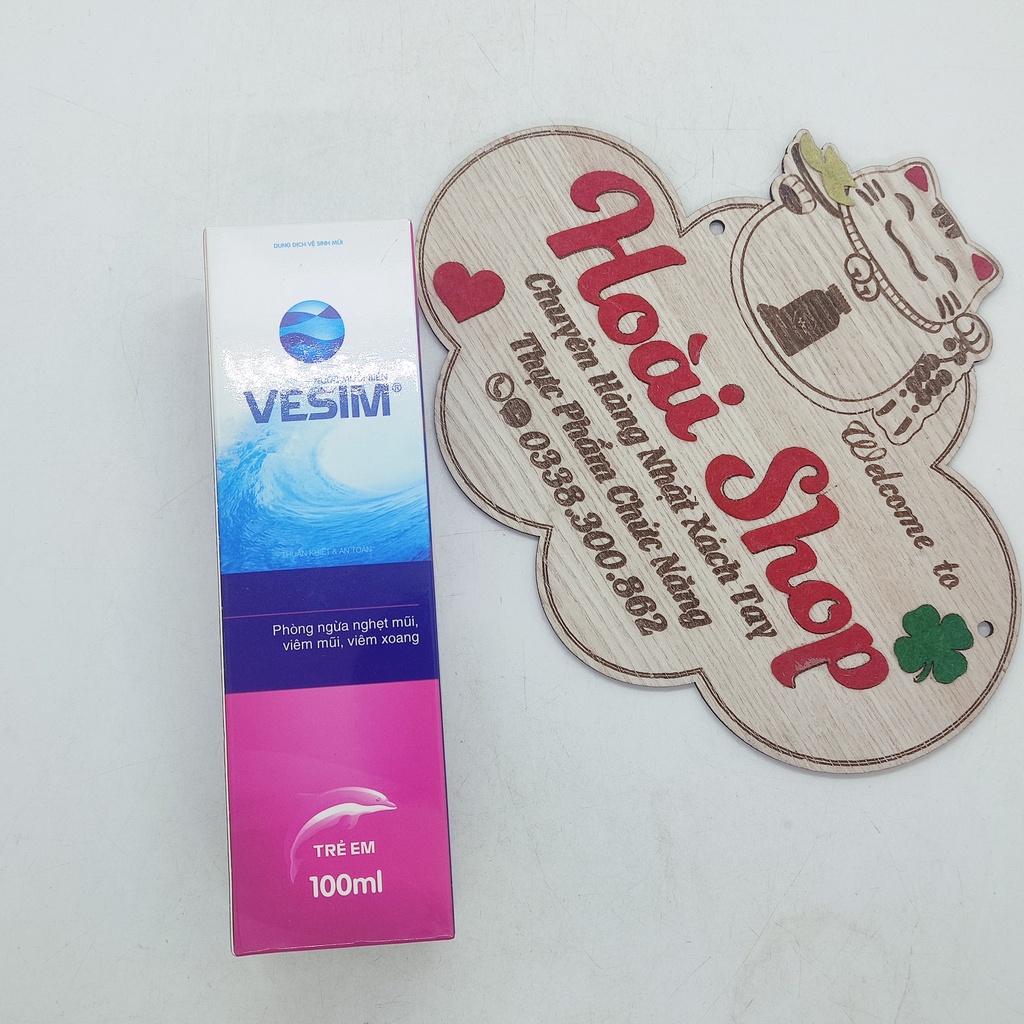 DUNG DỊCH VỆ SINH MŨI
VESIM®
"THUẦN KHIẾT & AN TOÀN"
Phòng ngừa nghẹt mũi,
viêm mũi, viêm xoang
TRẺ EM
100ml
Welcome to
Hoài Shop
Chuyên Hàng Nhật Xách Tay
Thực Phẩm Chức Năng
0338.300.862